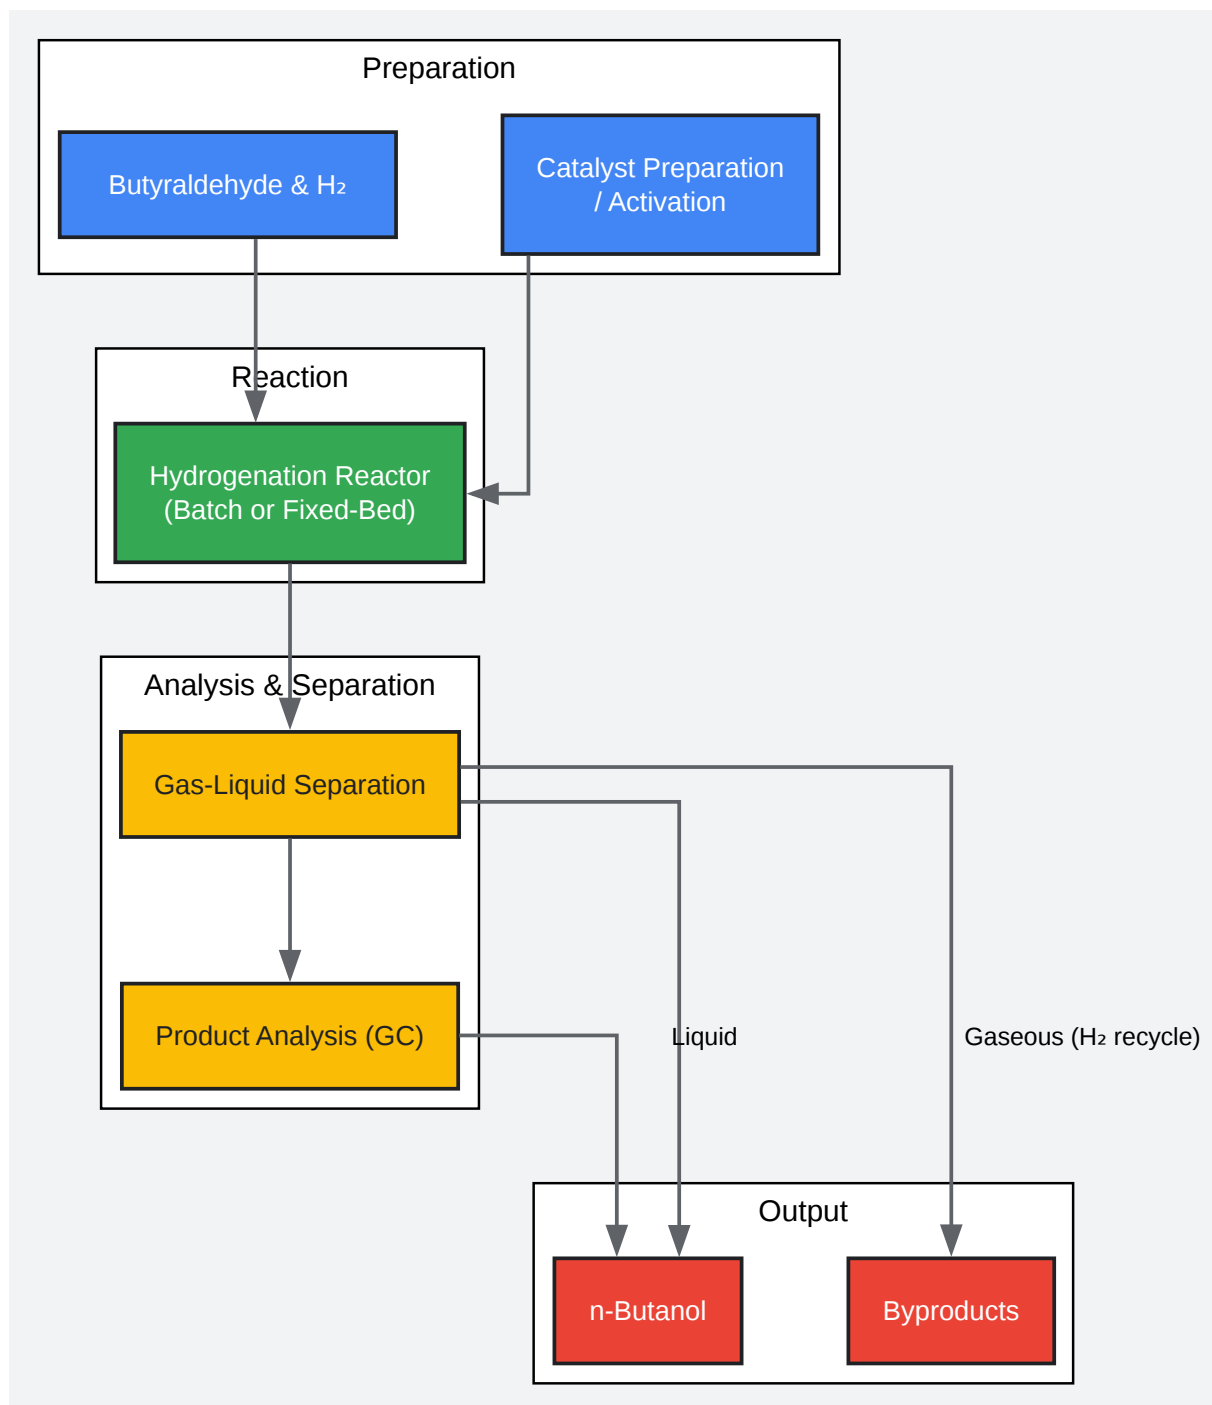 Preparation
Butyraldehyde & H₂
Catalyst Preparation
/ Activation
Reaction
Hydrogenation Reactor
(Batch or Fixed-Bed)
Analysis & Separation
Gas-Liquid Separation
Product Analysis (GC)
Liquid
Gaseous (H₂ recycle)
Output
n-Butanol
Byproducts